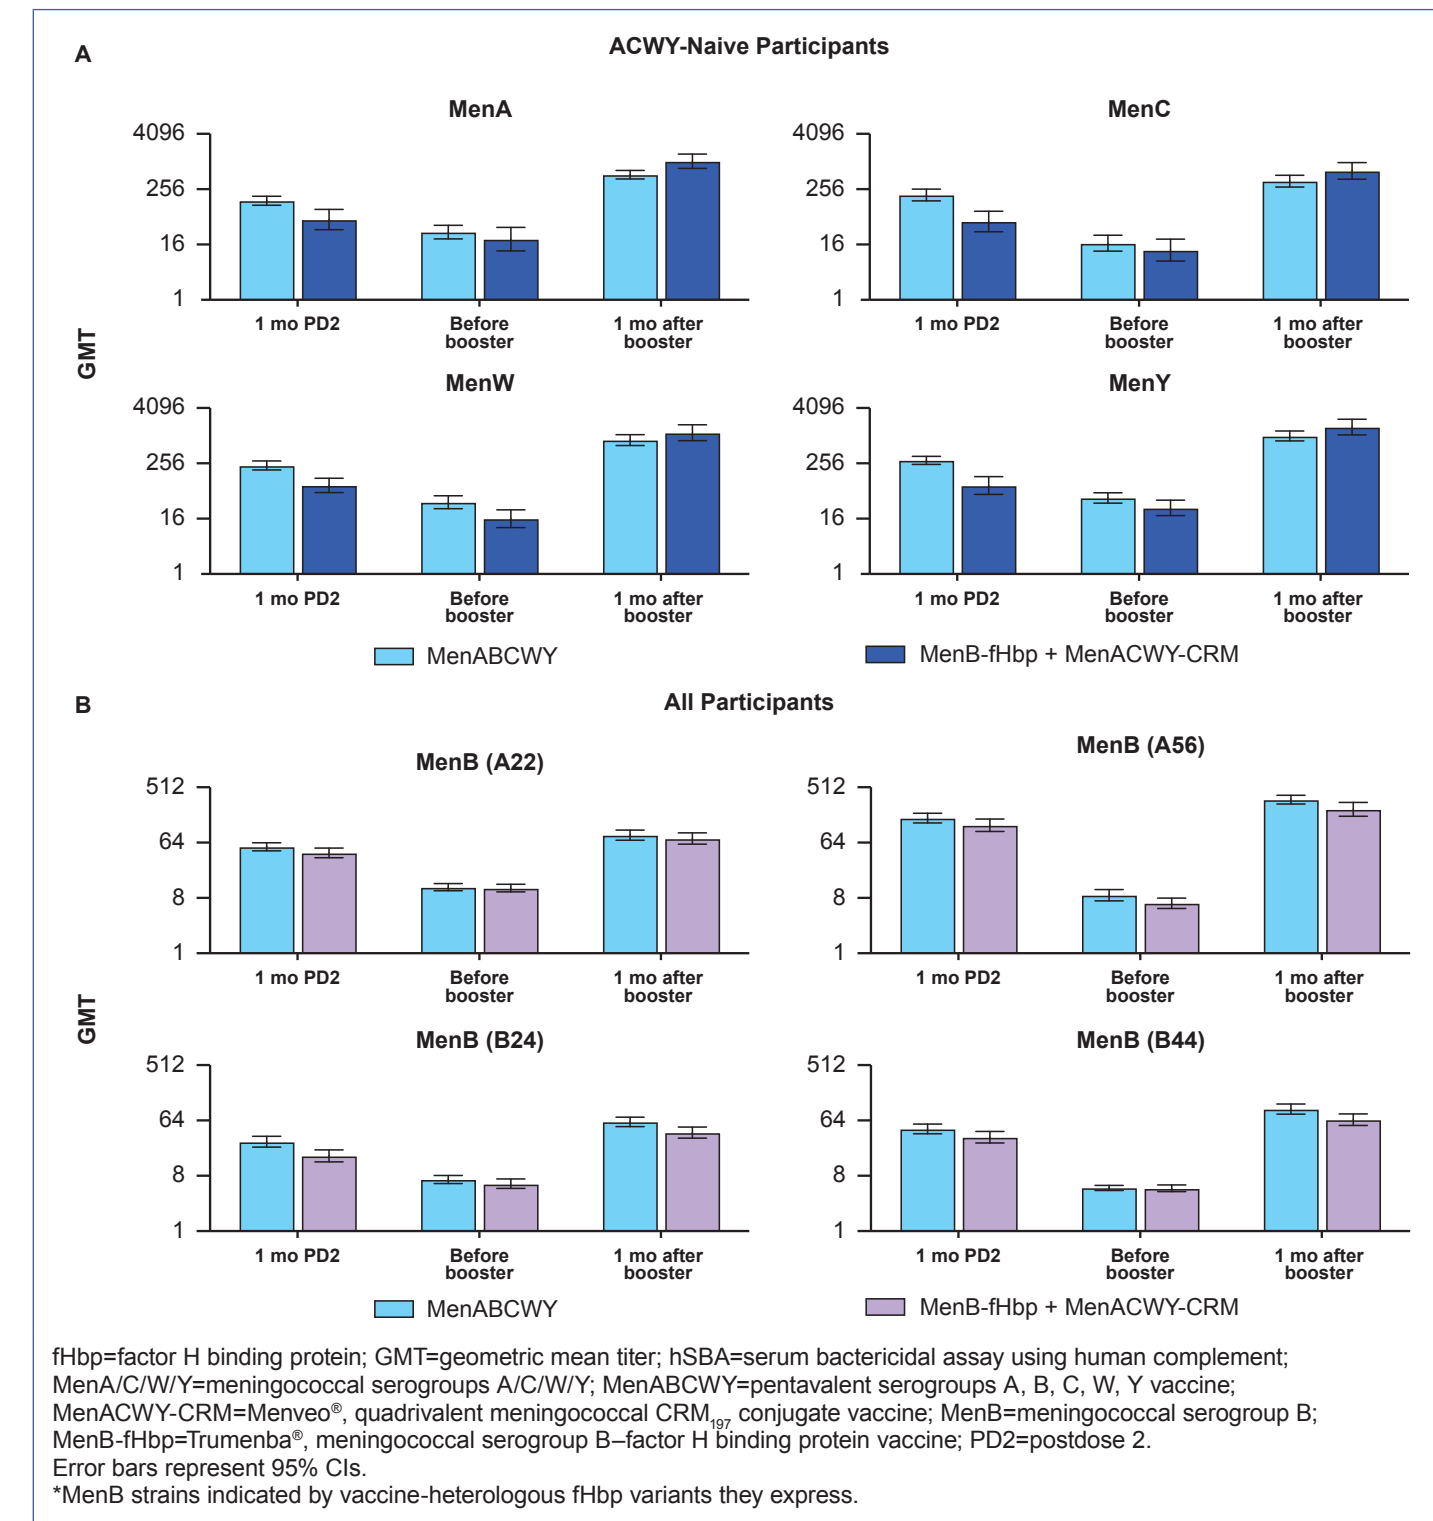 A
ACWY-Naive Participants
MenA
4096
256
16
1
1 mo PD2
Before
booster
1 mo after
booster
MenC
4096
256
16
1
1 mo PD2
Before
booster
1 mo after
booster
GMT
MenW
4096
256
16
1
1 mo PD2
Before
booster
1 mo after
booster
MenY
4096
256
16
1
1 mo PD2
Before
booster
1 mo after
booster
MenABCWY
MenB-fHbp + MenACWY-CRM
B
All Participants
MenB (A22)
512
64
8
1
1 mo PD2
Before
booster
1 mo after
booster
MenB (A56)
512
64
8
1
1 mo PD2
Before
booster
1 mo after
booster
GMT
MenB (B24)
512
64
8
1
1 mo PD2
Before
booster
1 mo after
booster
MenB (B44)
512
64
8
1
1 mo PD2
Before
booster
1 mo after
booster
MenABCWY
MenB-fHbp + MenACWY-CRM
fHbp=factor H binding protein; GMT=geometric mean titer; hSBA=serum bactericidal assay using human complement;
MenA/C/W/Y=meningococcal serogroups A/C/W/Y; MenABCWY=pentavalent serogroups A, B, C, W, Y vaccine;
MenACWY-CRM=Menveo®, quadrivalent meningococcal CRM197 conjugate vaccine; MenB=meningococcal serogroup B;
MenB-fHbp=Trumenba®, meningococcal serogroup B–factor H binding protein vaccine; PD2=postdose 2.
Error bars represent 95% CIs.
*MenB strains indicated by vaccine-heterologous fHbp variants they express.